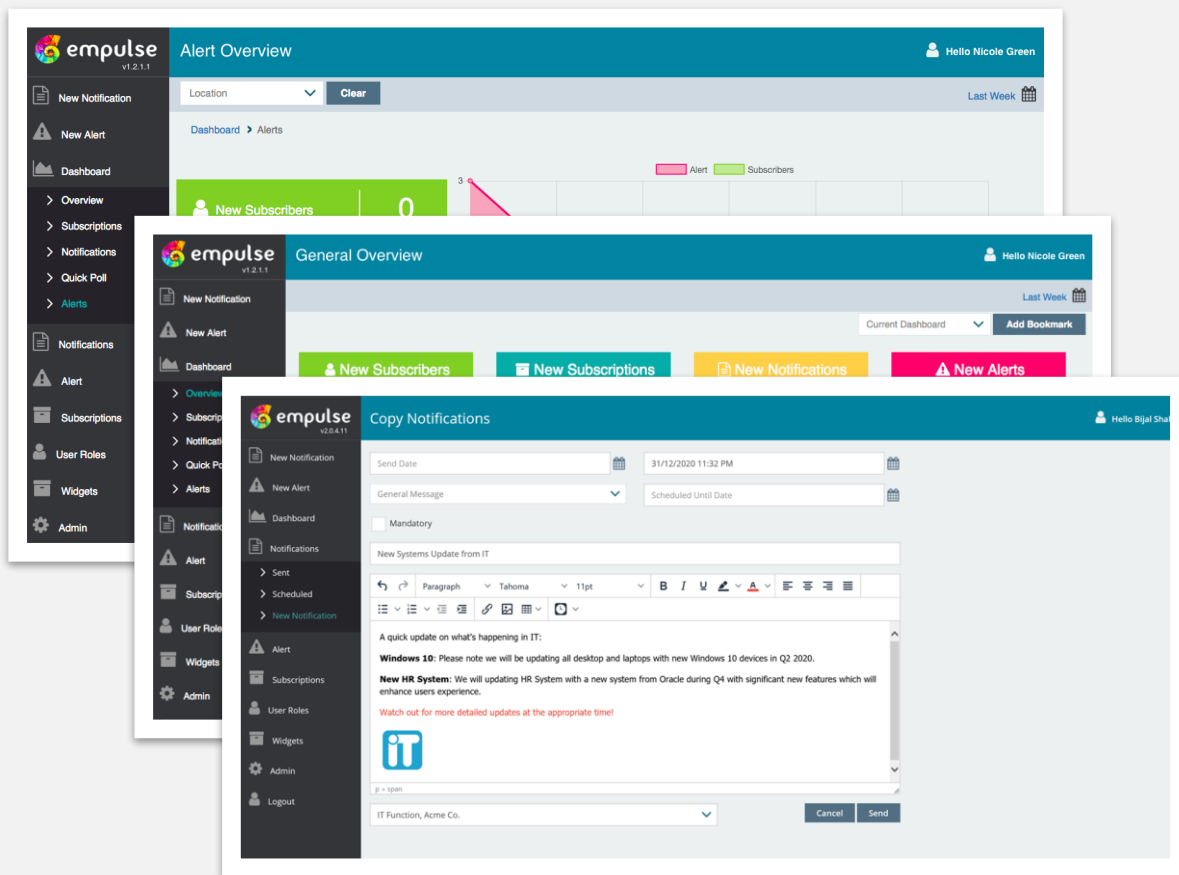 empulse
v1.2.1.1
Alert Overview
Hello Nicole Green
New Notification
New Alert
Dashboard
Overview
Subscriptions
Notifications
Quick Poll
Alerts
Notifications
Alert
Subscriptions
User Roles
Widgets
Admin
Location
Clear
Last Week
Dashboard > Alerts
Alert
Subscribers
3
New Subscribers
0
empulse
v1.2.1.1
General Overview
Hello Nicole Green
New Notification
New Alert
Dashboard
Overview
Subscrip
Notificati
Quick Po
Alerts
Notificatio
Alert
Subscrip
User Role
Widgets
Admin
Last Week
Current Dashboard
Add Bookmark
New Subscribers
New Subscriptions
New Notifications
New Alerts
empulse
v2.0.4.11
Copy Notifications
Hello Bijal Shal
New Notification
New Alert
Dashboard
Notifications
Sent
Scheduled
New Notification
Alert
Subscriptions
User Roles
Widgets
Admin
Logout
Send Date
31/12/2020 11:32 PM
General Message
Scheduled Until Date
Mandatory
New Systems Update from IT
Paragraph Tahoma 11pt B I U A
A quick update on what's happening in IT:
Windows 10: Please note we will be updating all desktop and laptops with new Windows 10 devices in Q2 2020.
New HR System: We will updating HR System with a new system from Oracle during Q4 with significant new features which will
enhance users experience.
Watch out for more detailed updates at the appropriate time!
iT
p » span
IT Function, Acme Co.
Cancel
Send